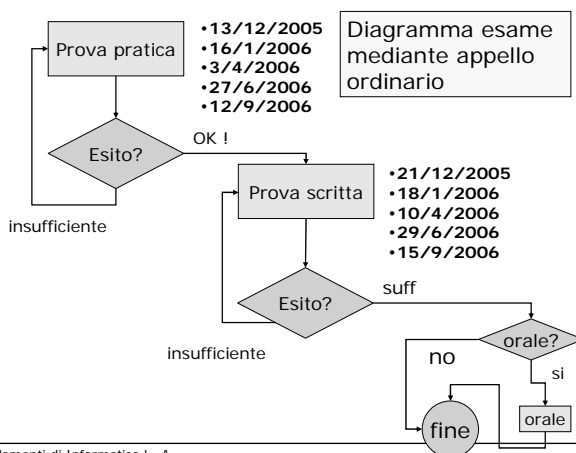 Diagramma esame
mediante appello
ordinario
Prova pratica
•13/12/2005
•16/1/2006
•3/4/2006
•27/6/2006
•12/9/2006
Esito?
OK !
insufficiente
Prova scritta
•21/12/2005
•18/1/2006
•10/4/2006
•29/6/2006
•15/9/2006
Esito?
suff
insufficiente
orale?
no
si
orale
fine
di Informatica L. A